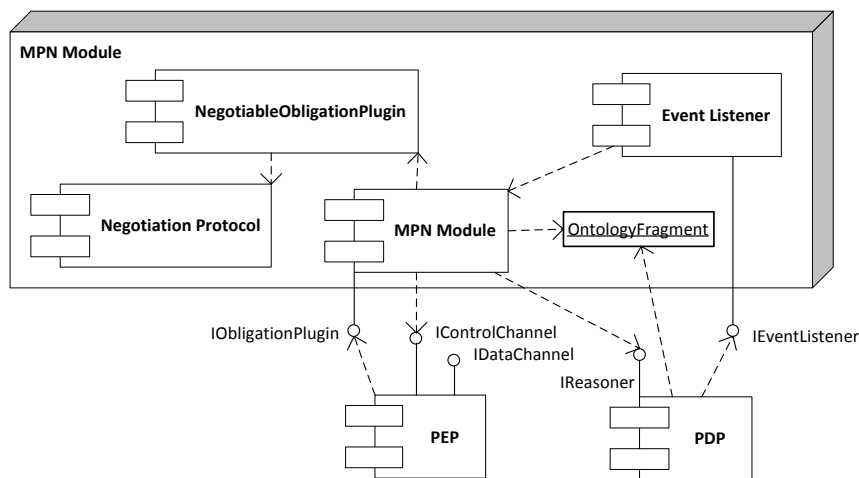 MPN Module
NegotiableObligationPlugin
Event Listener
Negotiation Protocol
MPN Module
OntologyFragment
IObligationPlugin
IControlChannel
IDataChannel
IEventListener
IReasoner
PEP
PDP